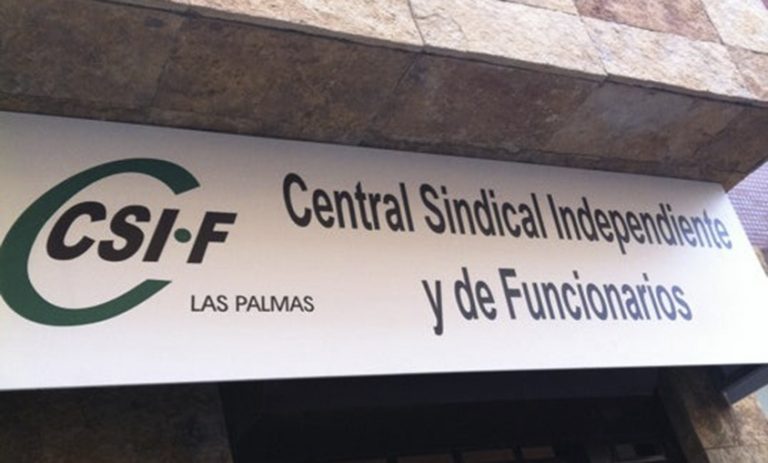 CSI·F
LAS PALMAS
Central Sindical Independiente
y de Funcionarios